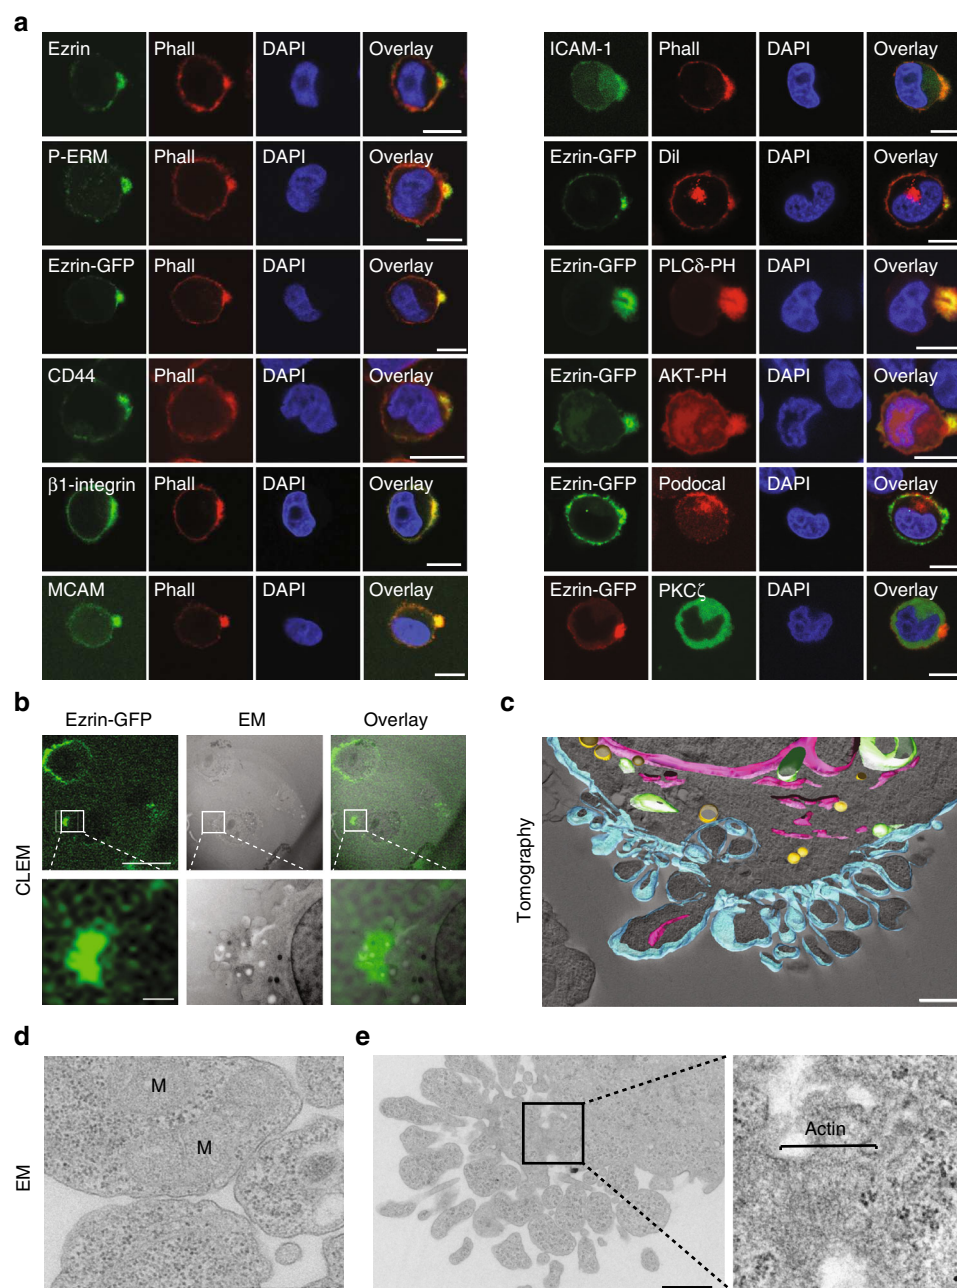 a
Ezrin Phall DAPI Overlay
P-ERM Phall DAPI Overlay
Ezrin-GFP Phall DAPI Overlay
CD44 Phall DAPI Overlay
β1-integrin Phall DAPI Overlay
MCAM Phall DAPI Overlay
ICAM-1 Phall DAPI Overlay
Ezrin-GFP Dil DAPI Overlay
Ezrin-GFP PLCδ-PH DAPI Overlay
Ezrin-GFP AKT-PH DAPI Overlay
Ezrin-GFP Podocal DAPI Overlay
Ezrin-GFP PKCζ DAPI Overlay
b
Ezrin-GFP EM Overlay
CLEM
c
Tomography
d
EM
M
M
e
Actin